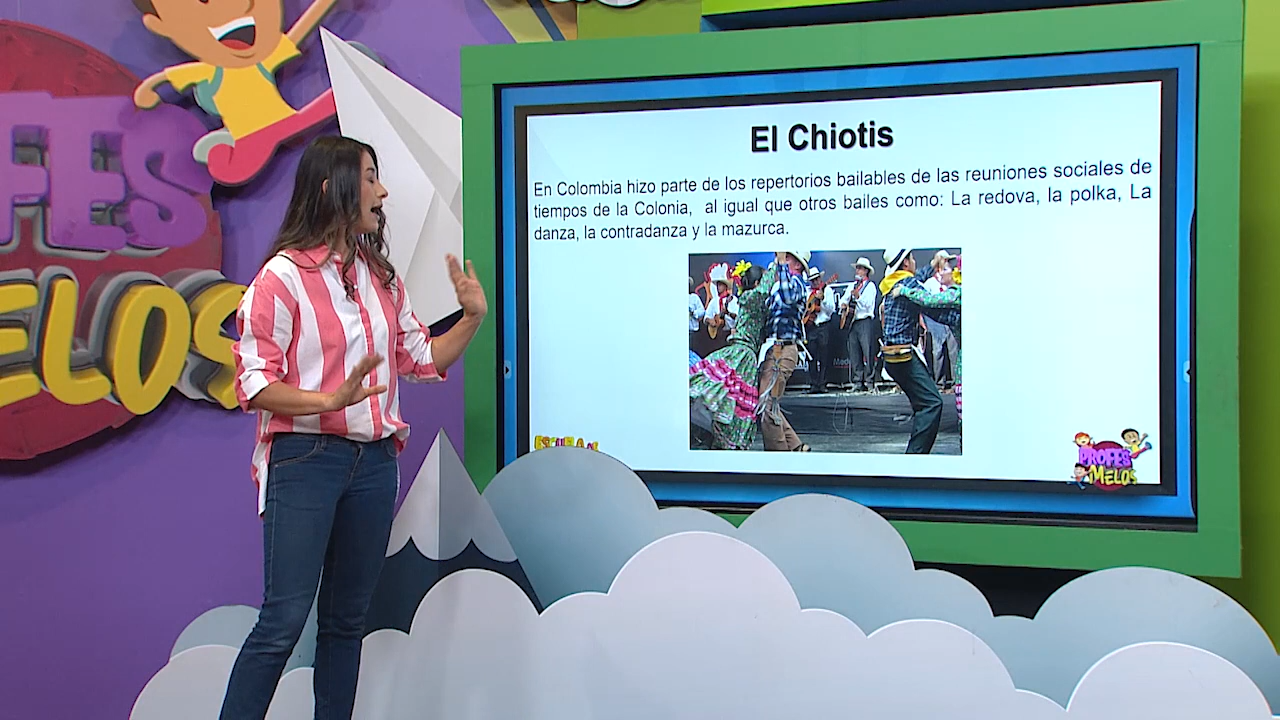 PROFES
MELOS
El Chiotis
En Colombia hizo parte de los repertorios bailables de las reuniones sociales de
tiempos de la Colonia, al igual que otros bailes como: La redova, la polka, La
danza, la contradanza y la mazurca.
PROFES
MELOS